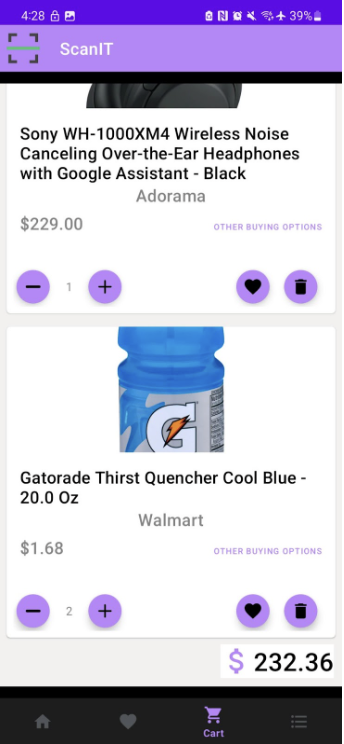 4:28
39%
ScanIT
Sony WH-1000XM4 Wireless Noise
Canceling Over-the-Ear Headphones
with Google Assistant - Black
Adorama
$229.00
OTHER BUYING OPTIONS
1
G
Gatorade Thirst Quencher Cool Blue -
20.0 Oz
Walmart
$1.68
OTHER BUYING OPTIONS
2
$ 232.36
Cart